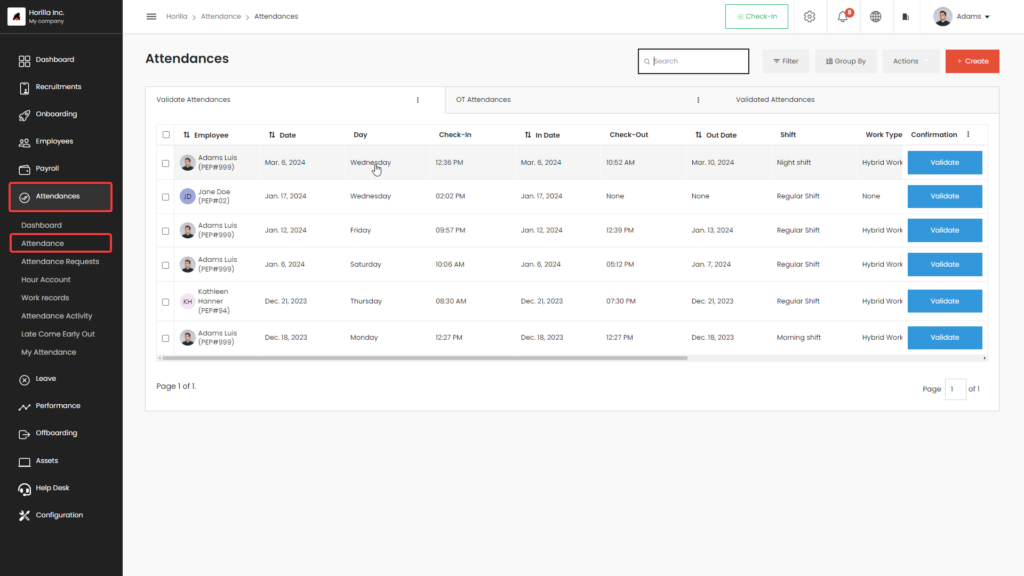 Horilla Inc.
My company
Horilla > Attendance > Attendances
Check-In
8
Adams
Dashboard
Recruitments
Onboarding
Employees
Payroll
Attendances
Dashboard
Attendance
Attendance Requests
Hour Account
Work records
Attendance Activity
Late Come Early Out
My Attendance
Leave
Performance
Offboarding
Assets
Help Desk
Configuration
Attendances
Search
Filter
Group By
Actions
+ Create
Validate Attendances
OT Attendances
Validated Attendances
Employee Date Day Check-In In Date Check-Out Out Date Shift Work Type Confirmation
Adams Luis
(PEP#999) Mar. 6, 2024 Wednesday 12:36 PM Mar. 6, 2024 10:52 AM Mar. 10, 2024 Night shift Hybrid Work Validate
JD Jane Doe
(PEP#02) Jan. 17, 2024 Wednesday 02:02 PM Jan. 17, 2024 None None Regular Shift None Validate
Adams Luis
(PEP#999) Jan. 12, 2024 Friday 09:57 PM Jan. 12, 2024 12:39 PM Jan. 13, 2024 Regular Shift Hybrid Work Validate
Adams Luis
(PEP#999) Jan. 6, 2024 Saturday 10:06 AM Jan. 6, 2024 05:12 PM Jan. 7, 2024 Regular Shift Hybrid Work Validate
Kathleen
KH Hanner
(PEP#94) Dec. 21, 2023 Thursday 08:30 AM Dec. 21, 2023 07:30 PM Dec. 21, 2023 Regular Shift Hybrid Work Validate
Adams Luis
(PEP#999) Dec. 18, 2023 Monday 12:27 PM Dec. 18, 2023 12:27 PM Dec. 18, 2023 Morning shift Hybrid Work Validate
Page 1 of 1.
Page 1 of 1